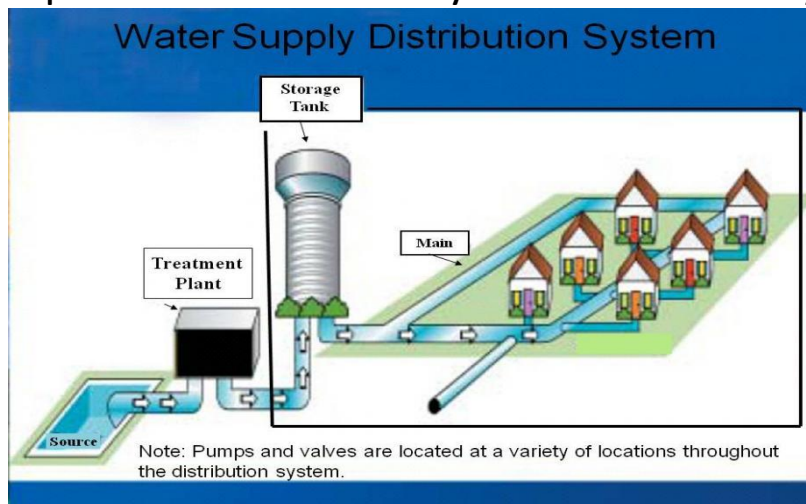 Water Supply Distribution System
Storage
Tank
Main
Treatment
Plant
Source
Note: Pumps and valves are located at a variety of locations throughout
the distribution system.